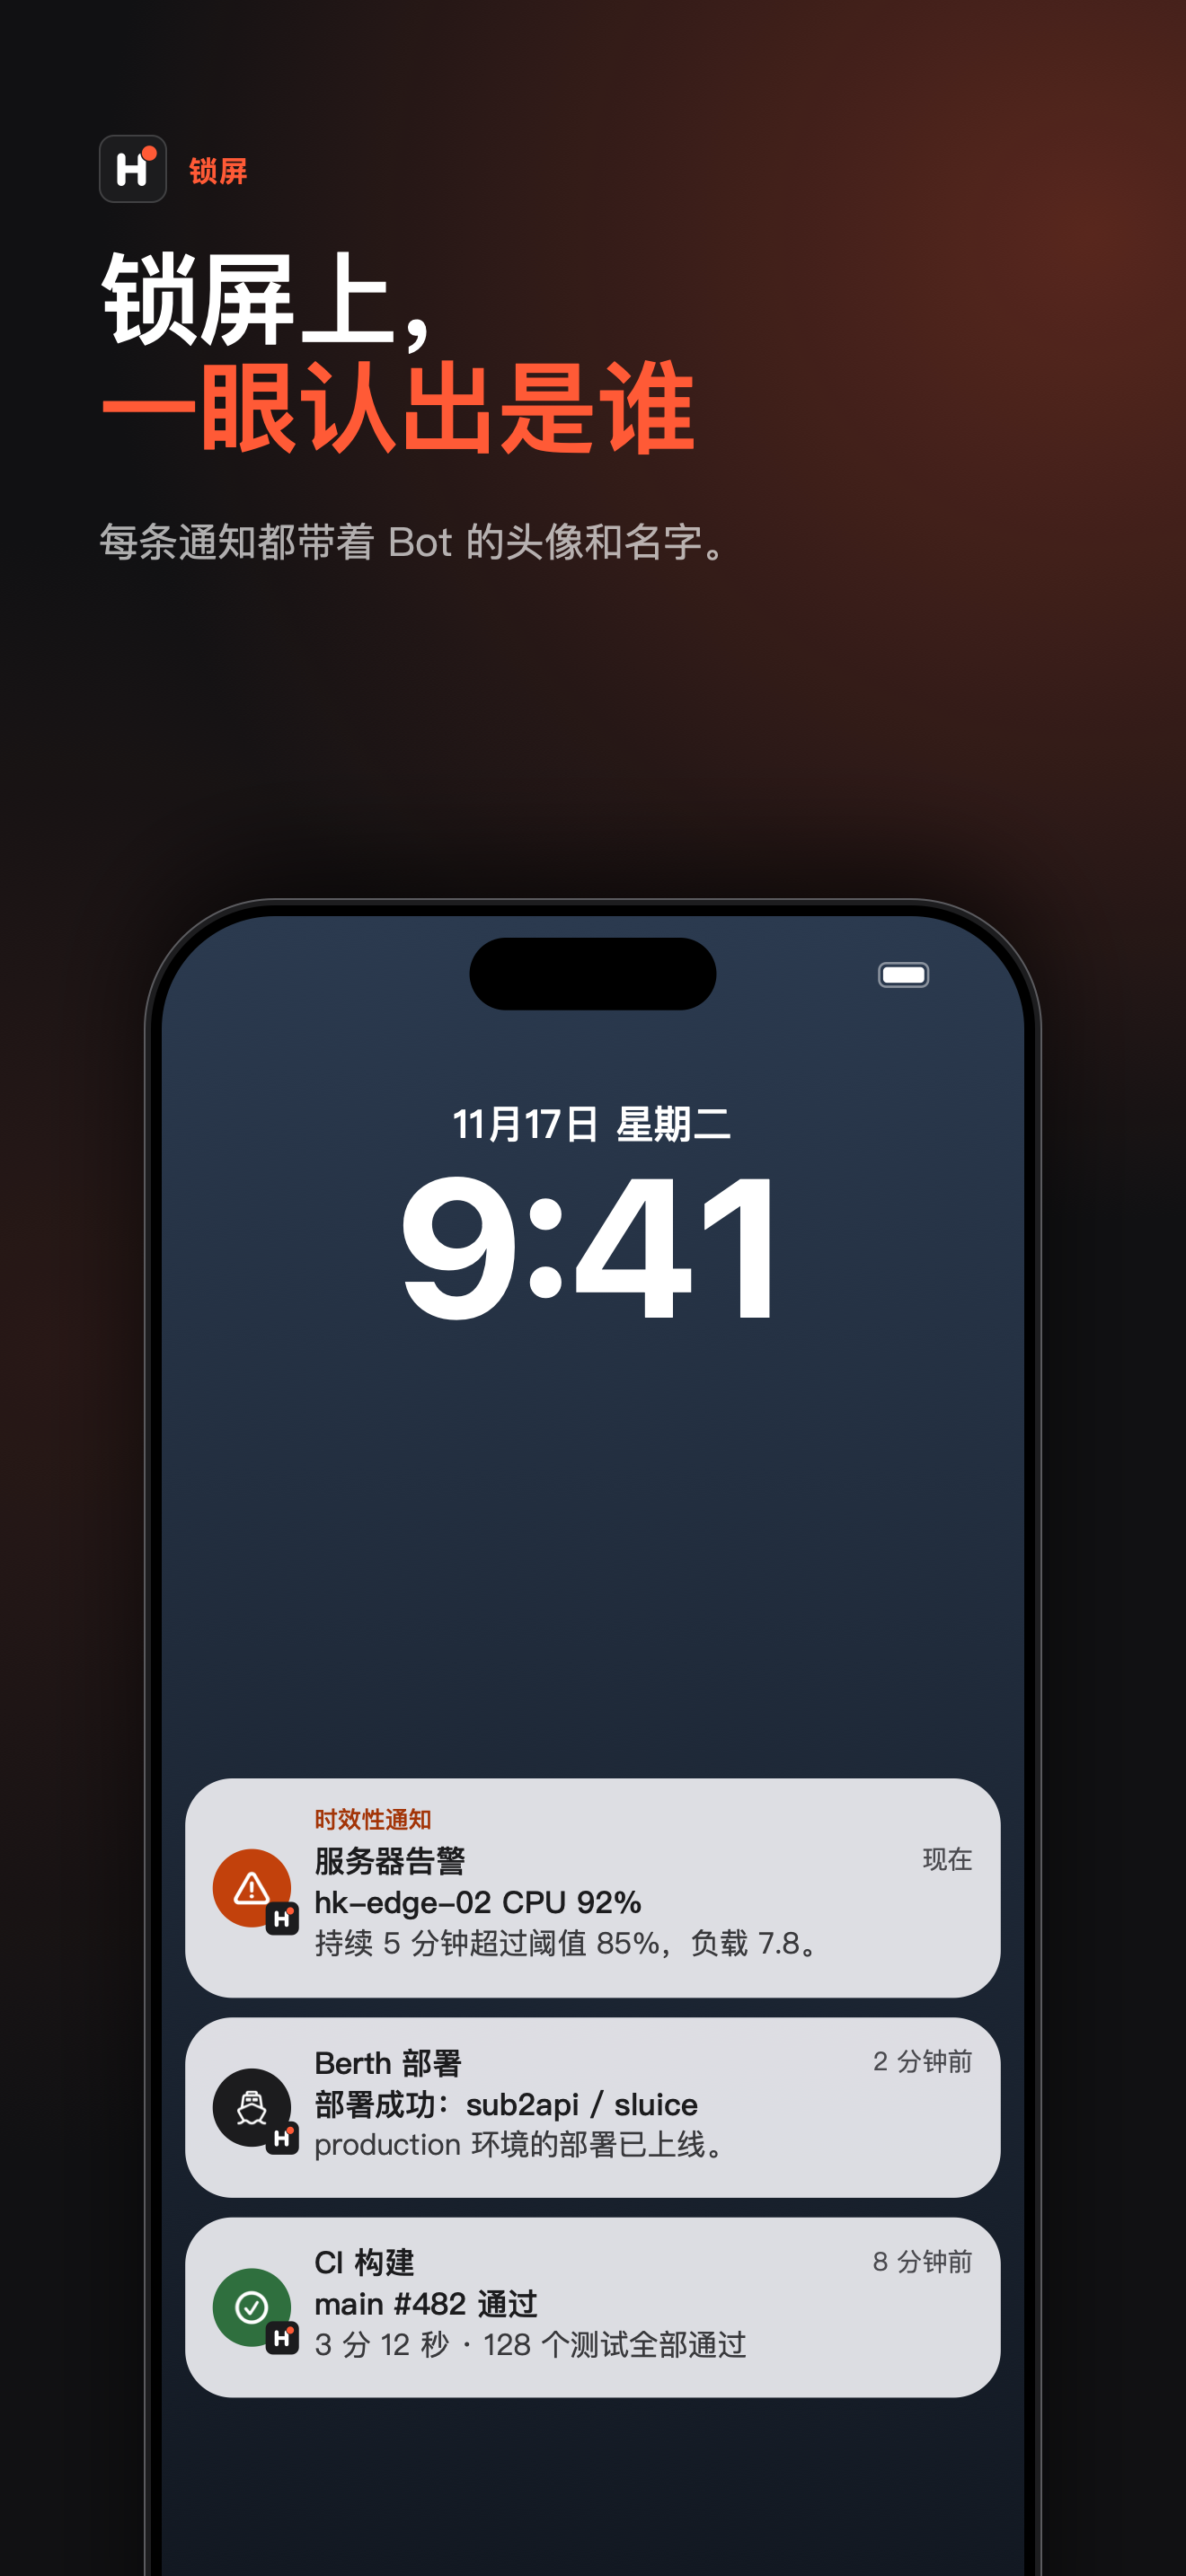 H 锁屏
锁屏上，
一眼认出是谁
每条通知都带着 Bot 的头像和名字。
11月17日 星期二
9:41
时效性通知
服务器告警 现在
hk-edge-02 CPU 92%
持续 5 分钟超过阈值 85%，负载 7.8。
H
Berth 部署 2 分钟前
部署成功：sub2api / sluice
production 环境的部署已上线。
H
CI 构建 8 分钟前
main #482 通过
3 分 12 秒 · 128 个测试全部通过
H